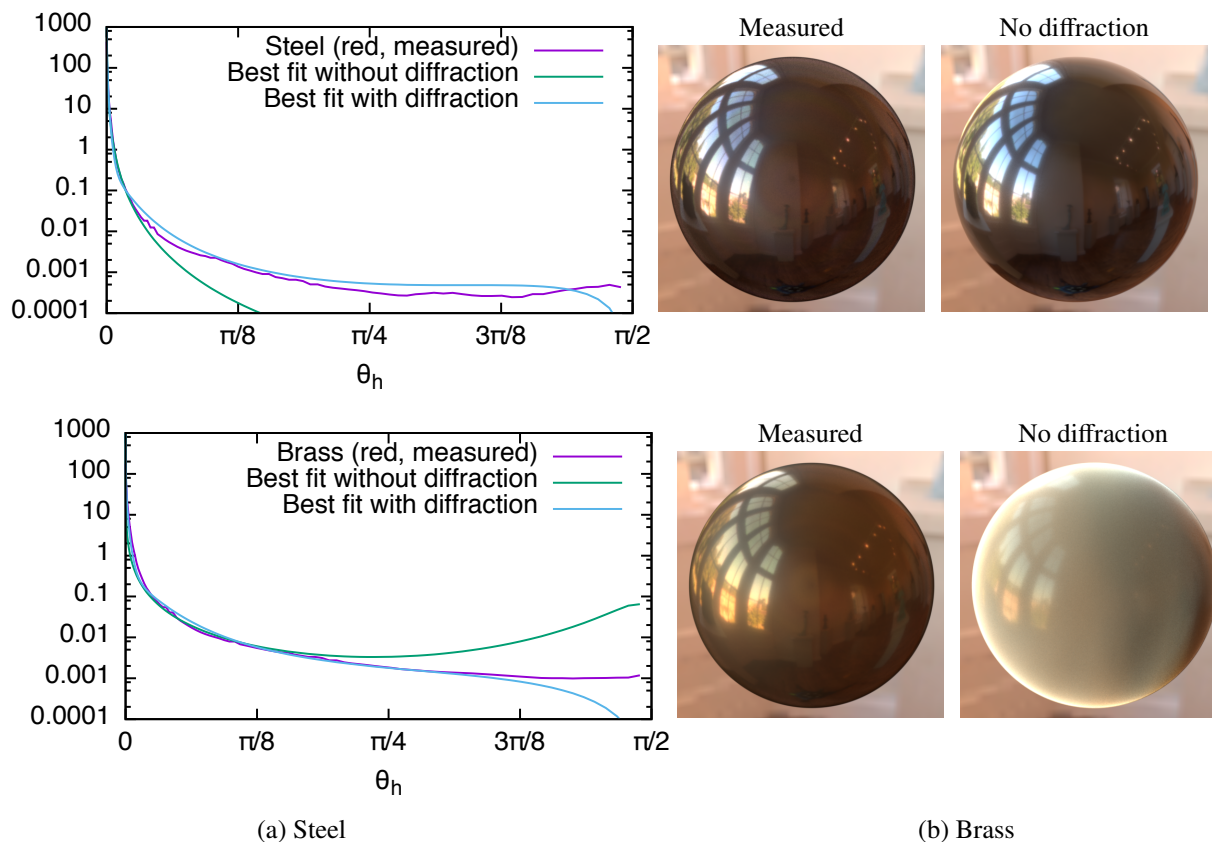 1000
100
10
1
0.1
0.01
0.001
0.0001
Steel (red, measured)
Best fit without diffraction
Best fit with diffraction
0 π/8 π/4 3π/8 π/2
θ_h
Measured
No diffraction
1000
100
10
1
0.1
0.01
0.001
0.0001
Brass (red, measured)
Best fit without diffraction
Best fit with diffraction
0 π/8 π/4 3π/8 π/2
θ_h
Measured
No diffraction
(a) Steel
(b) Brass